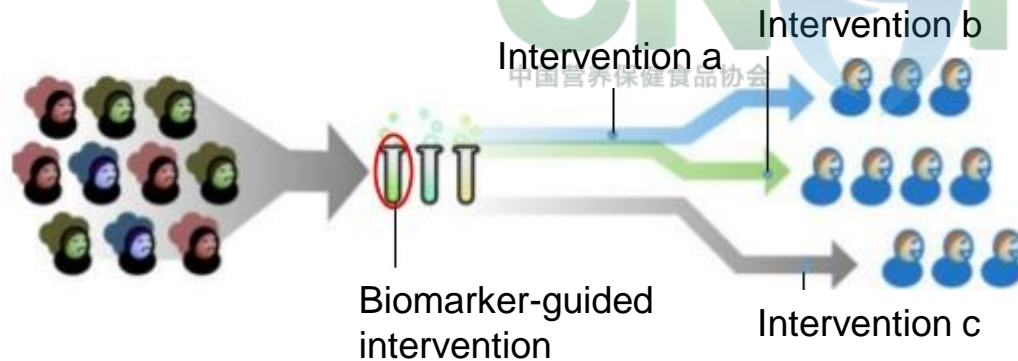 Intervention b
Intervention a
中国营养保健食品协会
Biomarker-guided
intervention
Intervention c